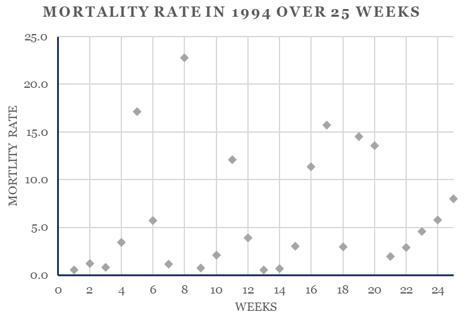 MORTALITY RATE IN 1994 OVER 25 WEEKS
25.0
20.0
15.0
10.0
5.0
0.0
MORTLITY RATE
0 2 4 6 8 10 12 14 16 18 20 22 24
WEEKS